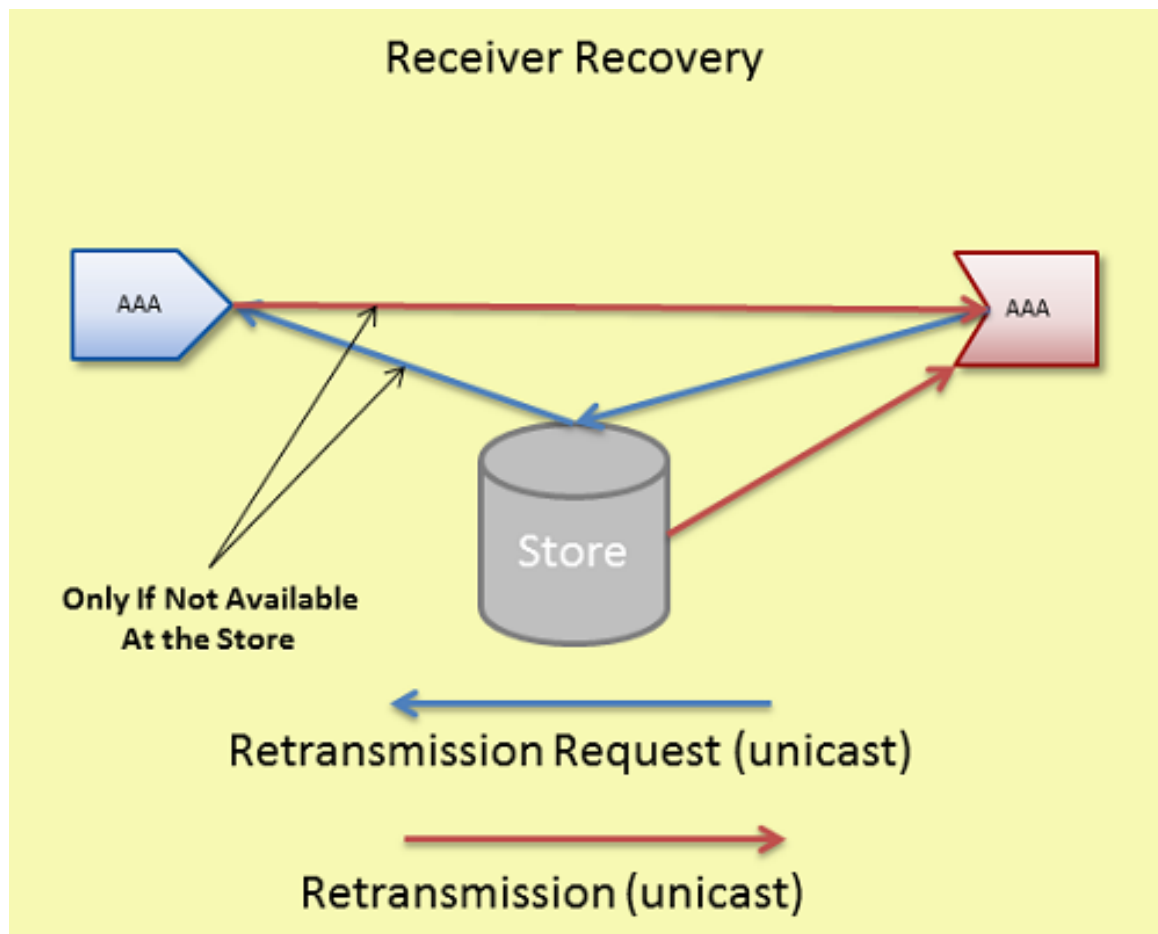 Receiver Recovery
AAA
AAA
Store
Only If Not Available
At the Store
Retransmission Request (unicast)
Retransmission (unicast)